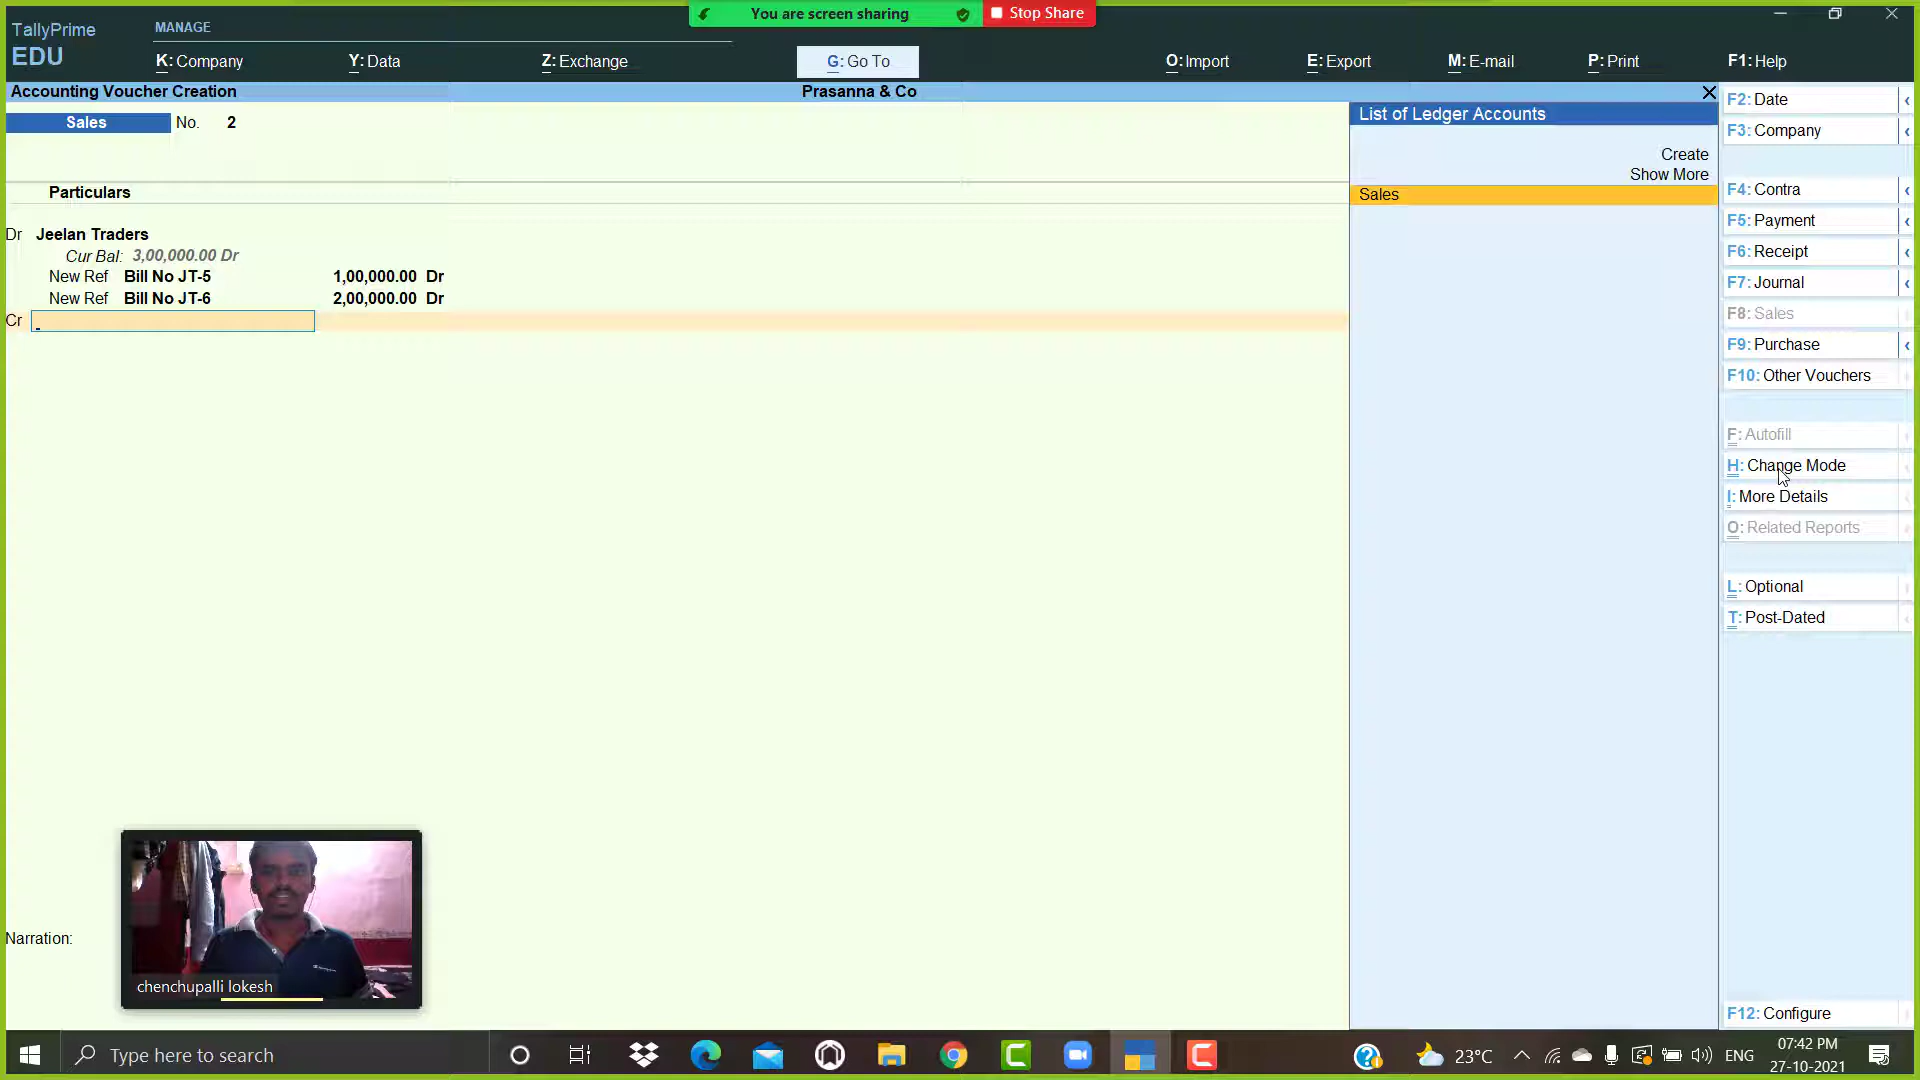 You are screen sharing
Stop Share
TallyPrime
EDU
MANAGE
K: Company
Y: Data
Z: Exchange
G: Go To
O: Import
E: Export
M: E-mail
P: Print
F1: Help
Accounting Voucher Creation
Prasanna & Co
Sales No. 2
Particulars
Dr Jeelan Traders
Cur Bal: 3,00,000.00 Dr
New Ref Bill No JT-5 1,00,000.00 Dr
New Ref Bill No JT-6 2,00,000.00 Dr
Cr
Narration:
chenchupalli lokesh
List of Ledger Accounts
Create
Show More
Sales
F2: Date
F3: Company
F4: Contra
F5: Payment
F6: Receipt
F7: Journal
F8: Sales
F9: Purchase
F10: Other Vouchers
F: Autofill
H: Change Mode
I: More Details
O: Related Reports
L: Optional
T: Post-Dated
F12: Configure
Type here to search
23°C
ENG
07:42 PM
27-10-2021